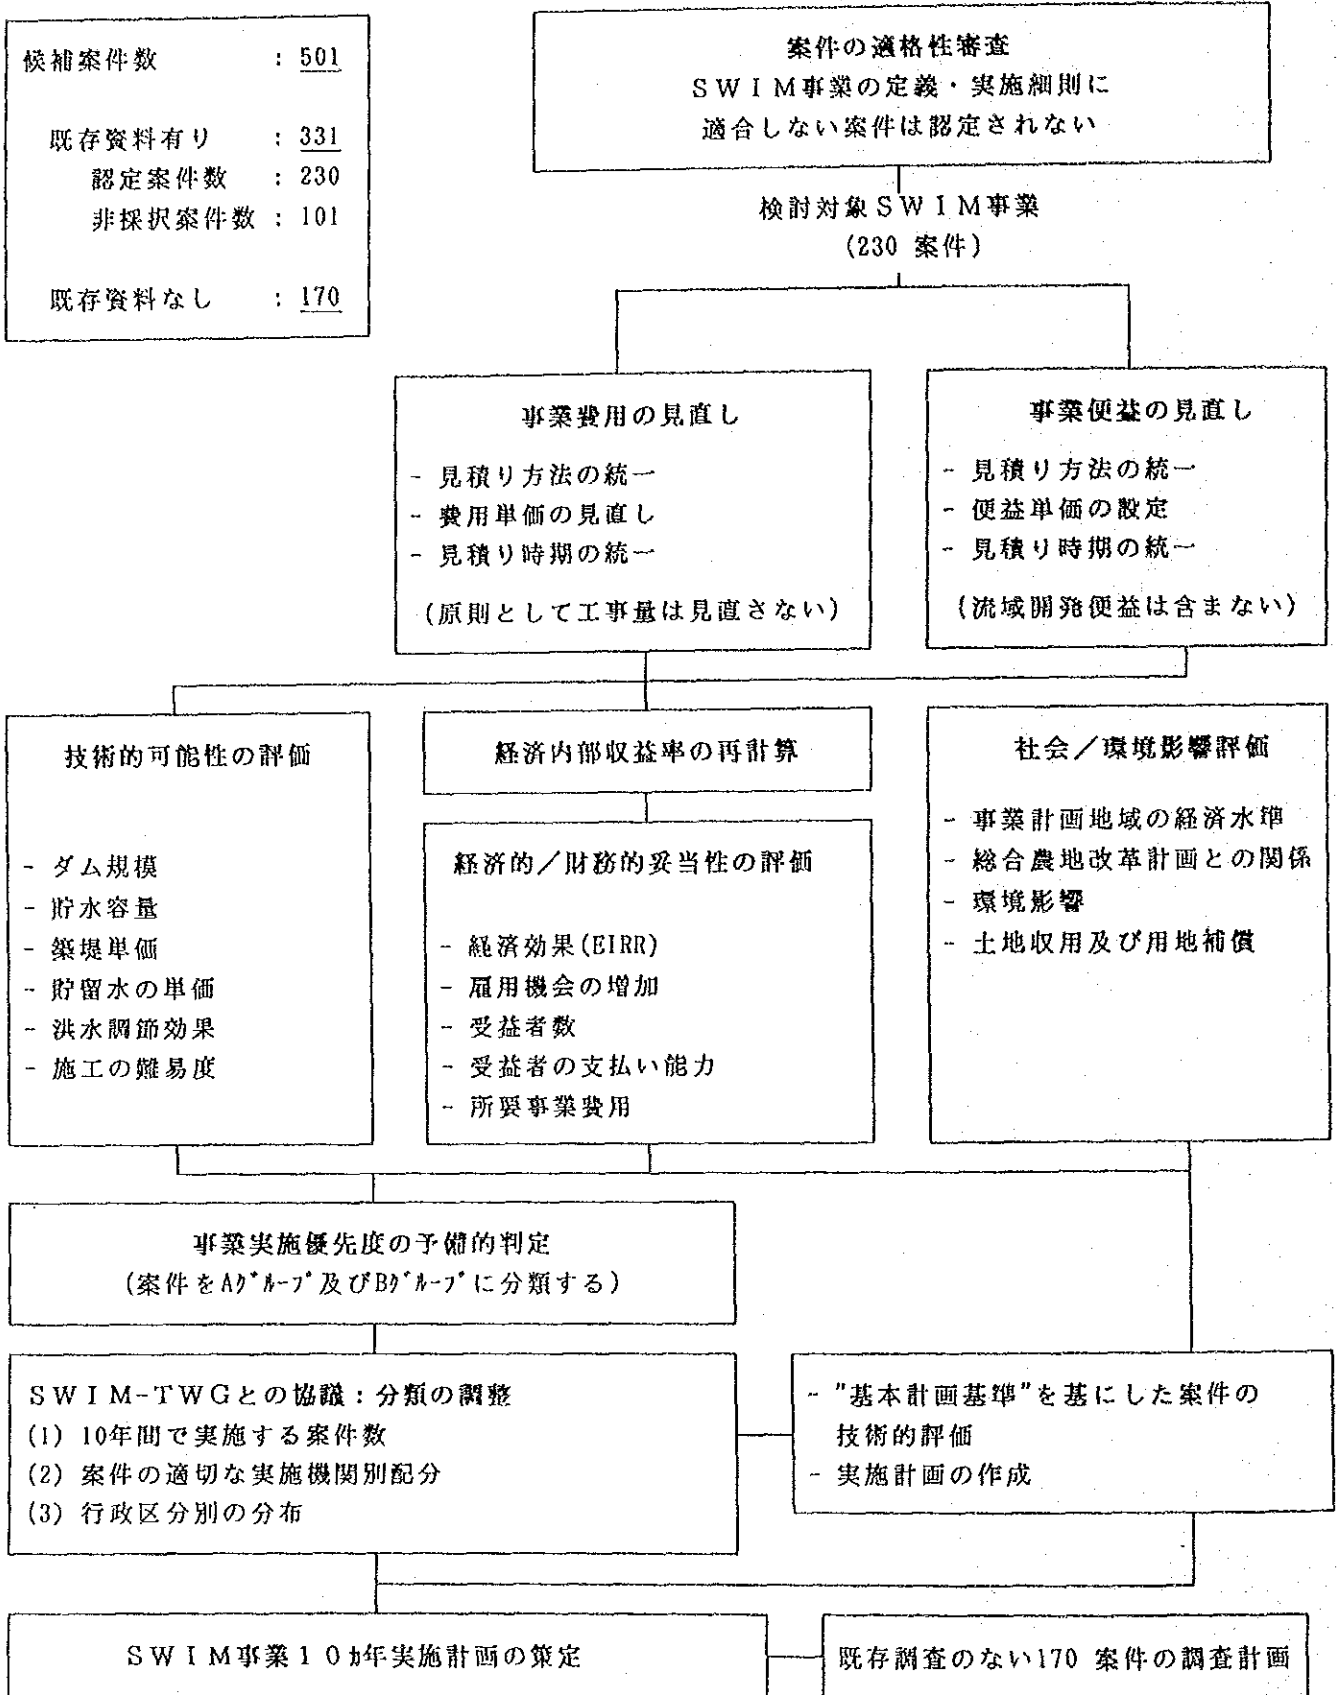 候補案件数 : 501
既存資料有り : 331
認定案件数 : 230
非採択案件数 : 101
既存資料なし : 170
案件の適格性審査
SWIM事業の定義・実施細則に
適合しない案件は認定されない
検討対象SWIM事業
(230 案件)
事業費用の見直し
- 見積り方法の統一
- 費用単価の見直し
- 見積り時期の統一
(原則として工事量は見直さない)
事業便益の見直し
- 見積り方法の統一
- 便益単価の設定
- 見積り時期の統一
(流域開発便益は含まない)
技術的可能性の評価
- ダム規模
- 貯水容量
- 築堤単価
- 貯留水の単価
- 洪水調節効果
- 施工の難易度
経済内部収益率の再計算
経済的/財務的妥当性の評価
- 経済効果(EIRR)
- 雇用機会の増加
- 受益者数
- 受益者の支払い能力
- 所要事業費用
社会/環境影響評価
- 事業計画地域の経済水準
- 総合農地改革計画との関係
- 環境影響
- 土地収用及び用地補償
事業実施優先度の予備的判定
(案件をAグループ及びBグループに分類する)
SWIM-TWGとの協議:分類の調整
(1) 10年間で実施する案件数
(2) 案件の適切な実施機関別配分
(3) 行政区分別の分布
- "基本計画基準"を基にした案件の
技術的評価
- 実施計画の作成
SWIM事業10カ年実施計画の策定
既存調査のない170 案件の調査計画